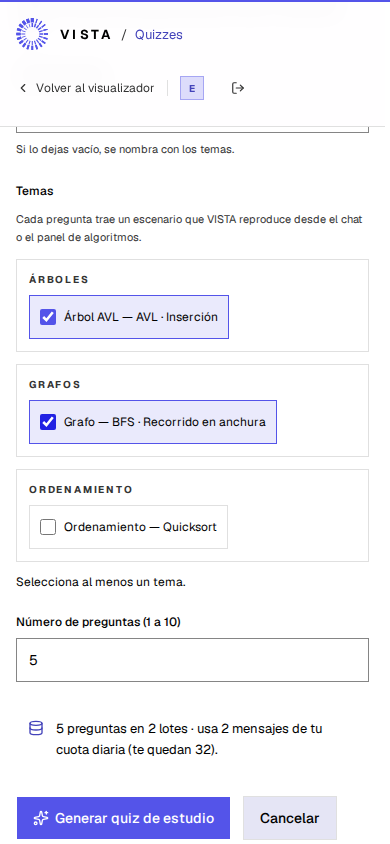 VISTA / Quizzes
Volver al visualizador E
Si lo dejas vacío, se nombra con los temas.
Temas
Cada pregunta trae un escenario que VISTA reproduce desde el chat
o el panel de algoritmos.
ÁRBOLES
Árbol AVL — AVL · Inserción
GRAFOS
Grafo — BFS · Recorrido en anchura
ORDENAMIENTO
Ordenamiento — Quicksort
Selecciona al menos un tema.
Número de preguntas (1 a 10)
5
5 preguntas en 2 lotes · usa 2 mensajes de tu
cuota diaria (te quedan 32).
Generar quiz de estudio Cancelar